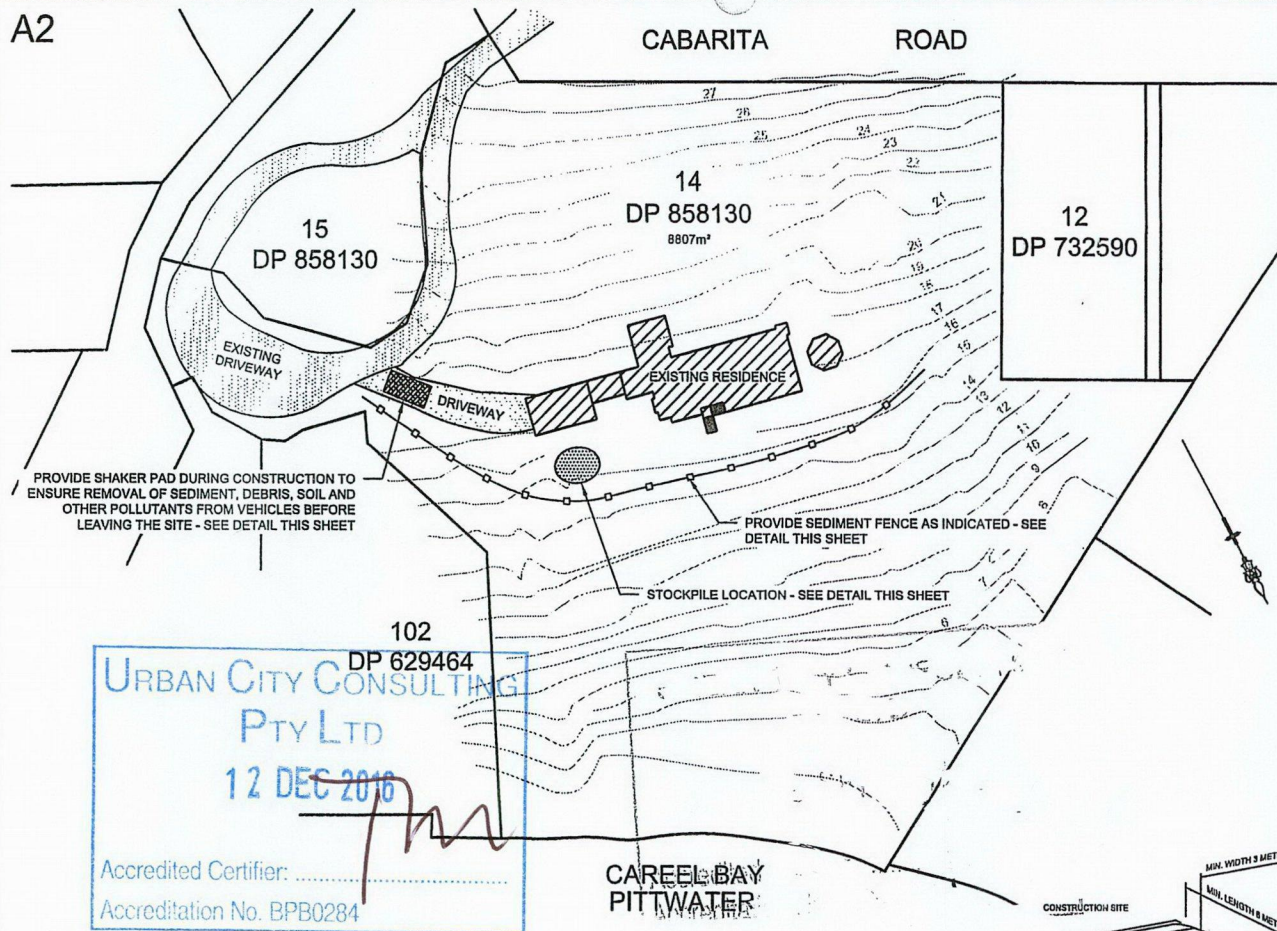 A2
CABARITA ROAD
27
26
25
24
23
22
21
20
19
18
17
16
15
14
13
12
11
10
9
8
7
6
14
DP 858130
8807m²
15
DP 858130
12
DP 732590
EXISTING
DRIVEWAY
DRIVEWAY
EXISTING RESIDENCE
PROVIDE SHAKER PAD DURING CONSTRUCTION TO
ENSURE REMOVAL OF SEDIMENT, DEBRIS, SOIL AND
OTHER POLLUTANTS FROM VEHICLES BEFORE
LEAVING THE SITE - SEE DETAIL THIS SHEET
PROVIDE SEDIMENT FENCE AS INDICATED - SEE
DETAIL THIS SHEET
STOCKPILE LOCATION - SEE DETAIL THIS SHEET
102
DP 629464
URBAN CITY CONSULTING
PTY LTD
12 DEC 2016
Accredited Certifier:
Accreditation No. BPB0284
CAREEL BAY
PITTWATER
CONSTRUCTION SITE
MIN. WIDTH 3 MET
MIN. LENGTH 6 MET